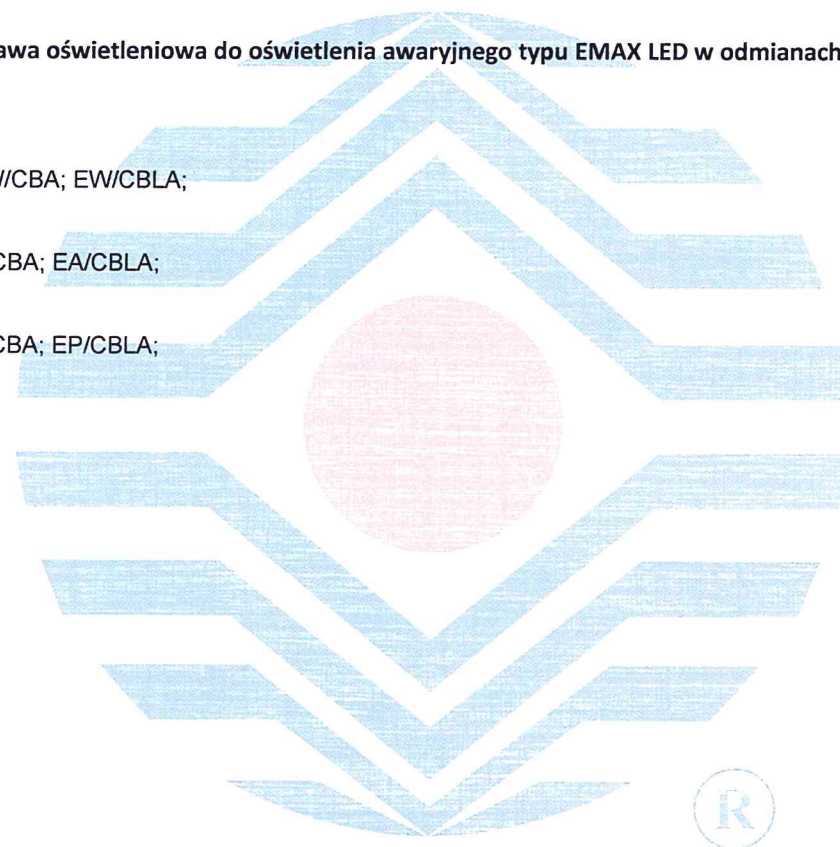 awa oświetleniowa do oświetlenia awaryjnego typu EMAX LED w odmianach
//CBA; EW/CBLA;
CBA; EA/CBLA;
CBA; EP/CBLA;
R